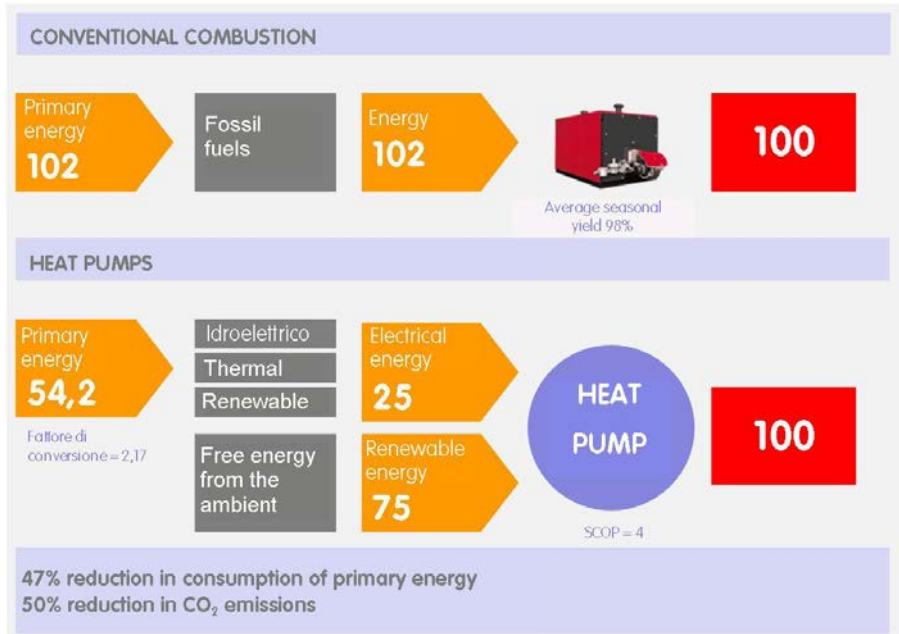 CONVENTIONAL COMBUSTION
Primary
energy
102
Fossil
fuels
Energy
102
100
Average seasonal
yield 98%
HEAT PUMPS
Primary
energy
54,2
Fattore di
conversione = 2,17
Idroelettrico
Thermal
Renewable
Free energy
from the
ambient
Electrical
energy
25
Renewable
energy
75
HEAT
PUMP
SCOP = 4
100
47% reduction in consumption of primary energy
50% reduction in CO₂ emissions